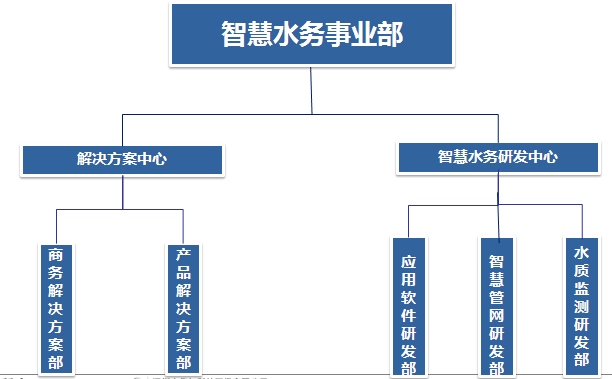 智慧水务事业部
解决方案中心
智慧水务研发中心
商务解决方案部
产品解决方案部
应用软件研发部
智慧管网研发部
水质监测研发部